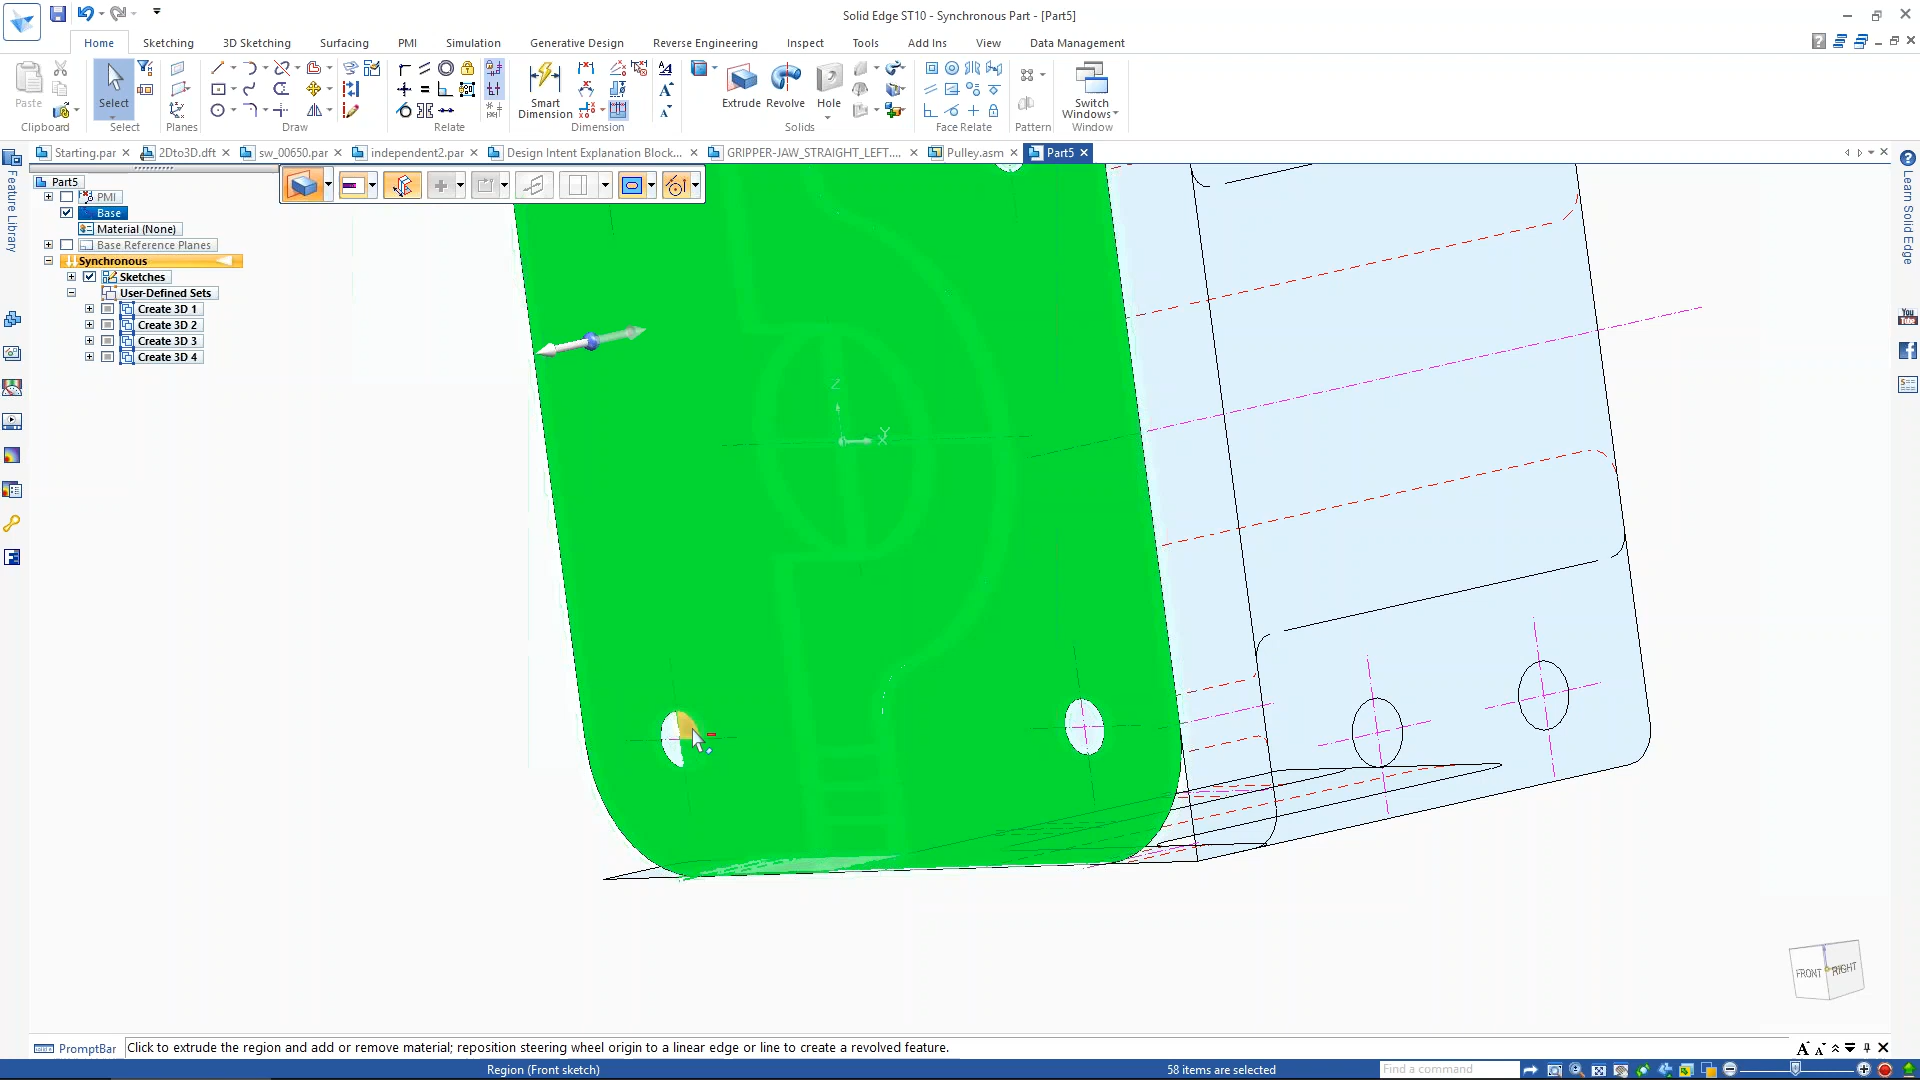 Solid Edge ST10 - Synchronous Part - [Part5]
Home Sketching 3D Sketching Surfacing PMI Simulation Generative Design Reverse Engineering Inspect Tools Add Ins View Data Management
Paste
Clipboard
Select
Select
Planes
Draw
Relate
Smart Dimension
Dimension
Extrude Revolve Hole
Solids
Face Relate
Pattern
Switch Windows
Window
Starting.par 2Dto3D.dft sw_00650.par independent2.par Design Intent Explanation Block... GRIPPER-JAW_STRAIGHT_LEFT.... Pulley.asm Part5
Feature Library
Part5
PMI
Base
Material (None)
Base Reference Planes
Synchronous
Sketches
User-Defined Sets
Create 3D 1
Create 3D 2
Create 3D 3
Create 3D 4
Z
Y
X
Learn Solid Edge
You Tube
FRONT RIGHT
PromptBar Click to extrude the region and add or remove material; reposition steering wheel origin to a linear edge or line to create a revolved feature.
Region (Front sketch) 58 items are selected Find a command